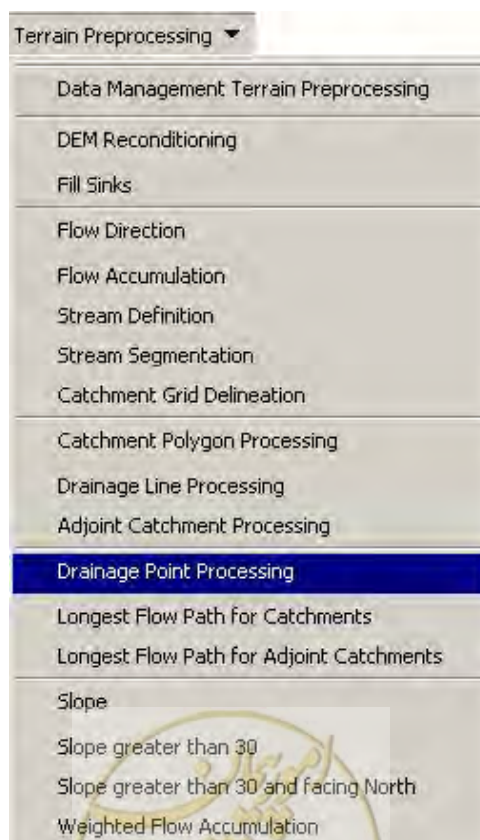 Terrain Preprocessing
Data Management Terrain Preprocessing
DEM Reconditioning
Fill Sinks
Flow Direction
Flow Accumulation
Stream Definition
Stream Segmentation
Catchment Grid Delineation
Catchment Polygon Processing
Drainage Line Processing
Adjoint Catchment Processing
Drainage Point Processing
Longest Flow Path for Catchments
Longest Flow Path for Adjoint Catchments
Slope
Slope greater than 30
Slope greater than 30 and facing North
Weighted Flow Accumulation